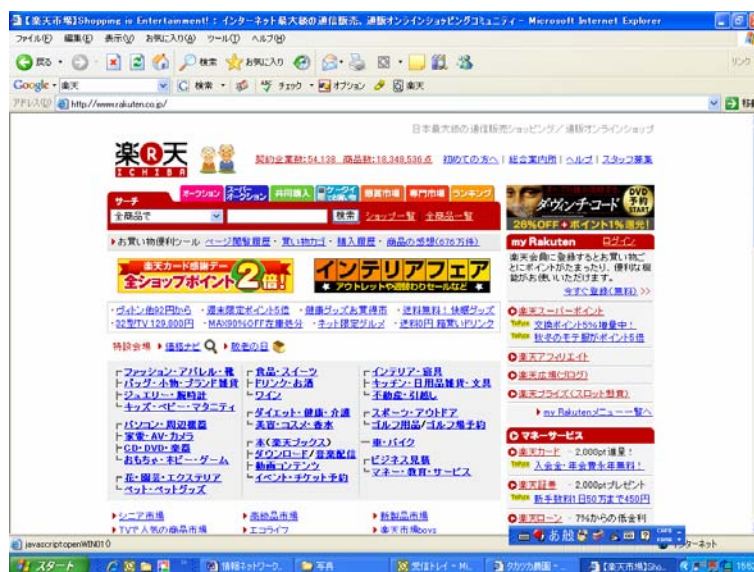 【楽天市場】Shopping is Entertainment! : インターネット最大級の通信販売、通販オンラインショッピングコミュニティ - Microsoft Internet Explorer
ファイル(F) 編集(E) 表示(V) お気に入り(A) ツール(T) ヘルプ(H)
戻る 検索 お気に入り リンク
Google 楽天 検索 チェック オプション 楽天
アドレス(D) http://www.rakuten.co.jp/ 移動
日本最大級の通信販売ショッピング／通販オンラインショップ
楽R天 ICHIBA
契約企業数:54,138 商品数:18,348,536点 初めての方へ | 総合案内所 | ヘルプ | スタッフ募集
オークション スーパーオークション 共同購入 ケータイでお買い物 懸賞市場 専門市場 ランキング
サーチ
全商品で 検索 ショップ一覧 全商品一覧
お買い物便利ツール ページ閲覧履歴・買い物カゴ・購入履歴・商品の感想(676万件)
楽天カード感謝デー
全ショップポイント2倍!
インテリアフェア
・ヴィトン他92円から ・週末限定ポイント5倍 ・健康グッズお買得市 ・送料無料!快眠グッズ
・32型TV129,800円 ・MAX90%OFF在庫処分 ・ネット限定グルメ ・送料0円 箱買いドリンク
特設会場 価格ナビ 敬老の日
ファッション・アパレル・靴
バッグ・小物・ブランド雑貨
ジュエリー・腕時計
キッズ・ベビー・マタニティ
パソコン・周辺機器
家電・AV・カメラ
CD・DVD・楽器
おもちゃ・ホビー・ゲーム
花・園芸・エクステリア
ペット・ペットグッズ
食品・スイーツ
ドリンク・お酒
ワイン
ダイエット・健康・介護
美容・コスメ・香水
本(楽天ブックス)
ダウンロード/音楽配信
動画コンテンツ
イベント・チケット予約
インテリア・寝具
キッチン・日用品雑貨・文具
不動産・引越し
スポーツ・アウトドア
ゴルフ用品/ゴルフ場予約
車・バイク
ビジネス見積
マネー・教育・サービス
シニア市場 高級品市場 新製品市場
TVで人気の商品市場 エコライフ 楽天市場boys
ダ・ヴィンチ・コード DVD 予約 START
26%OFF+ポイント1%還元!
my Rakuten ログイン
楽天会員に登録するとお買い物ごとにポイントがたまったり、便利な機能がお使いいただけます。
今すぐ登録(無料) >>
楽天スーパーポイント
交換ポイント5%増量中!
秋冬のモテ服がポイント5倍
楽天アフィリエイト
楽天広場(ブログ)
楽天プライズ(スロット懸賞)
my Rakutenメニュー一覧へ
マネーサービス
楽天カード - 2,000pt進呈!
入会金・年会費永年無料!
楽天証券 - 2,000ptプレゼント
新手数料1日50万まで450円
楽天ローン - 7%からの低金利
javascript:openWIN01() インターネット
スタート 情報ネットワーク... 写真 受信トレイ - Mi... 【楽天市場】Sho...